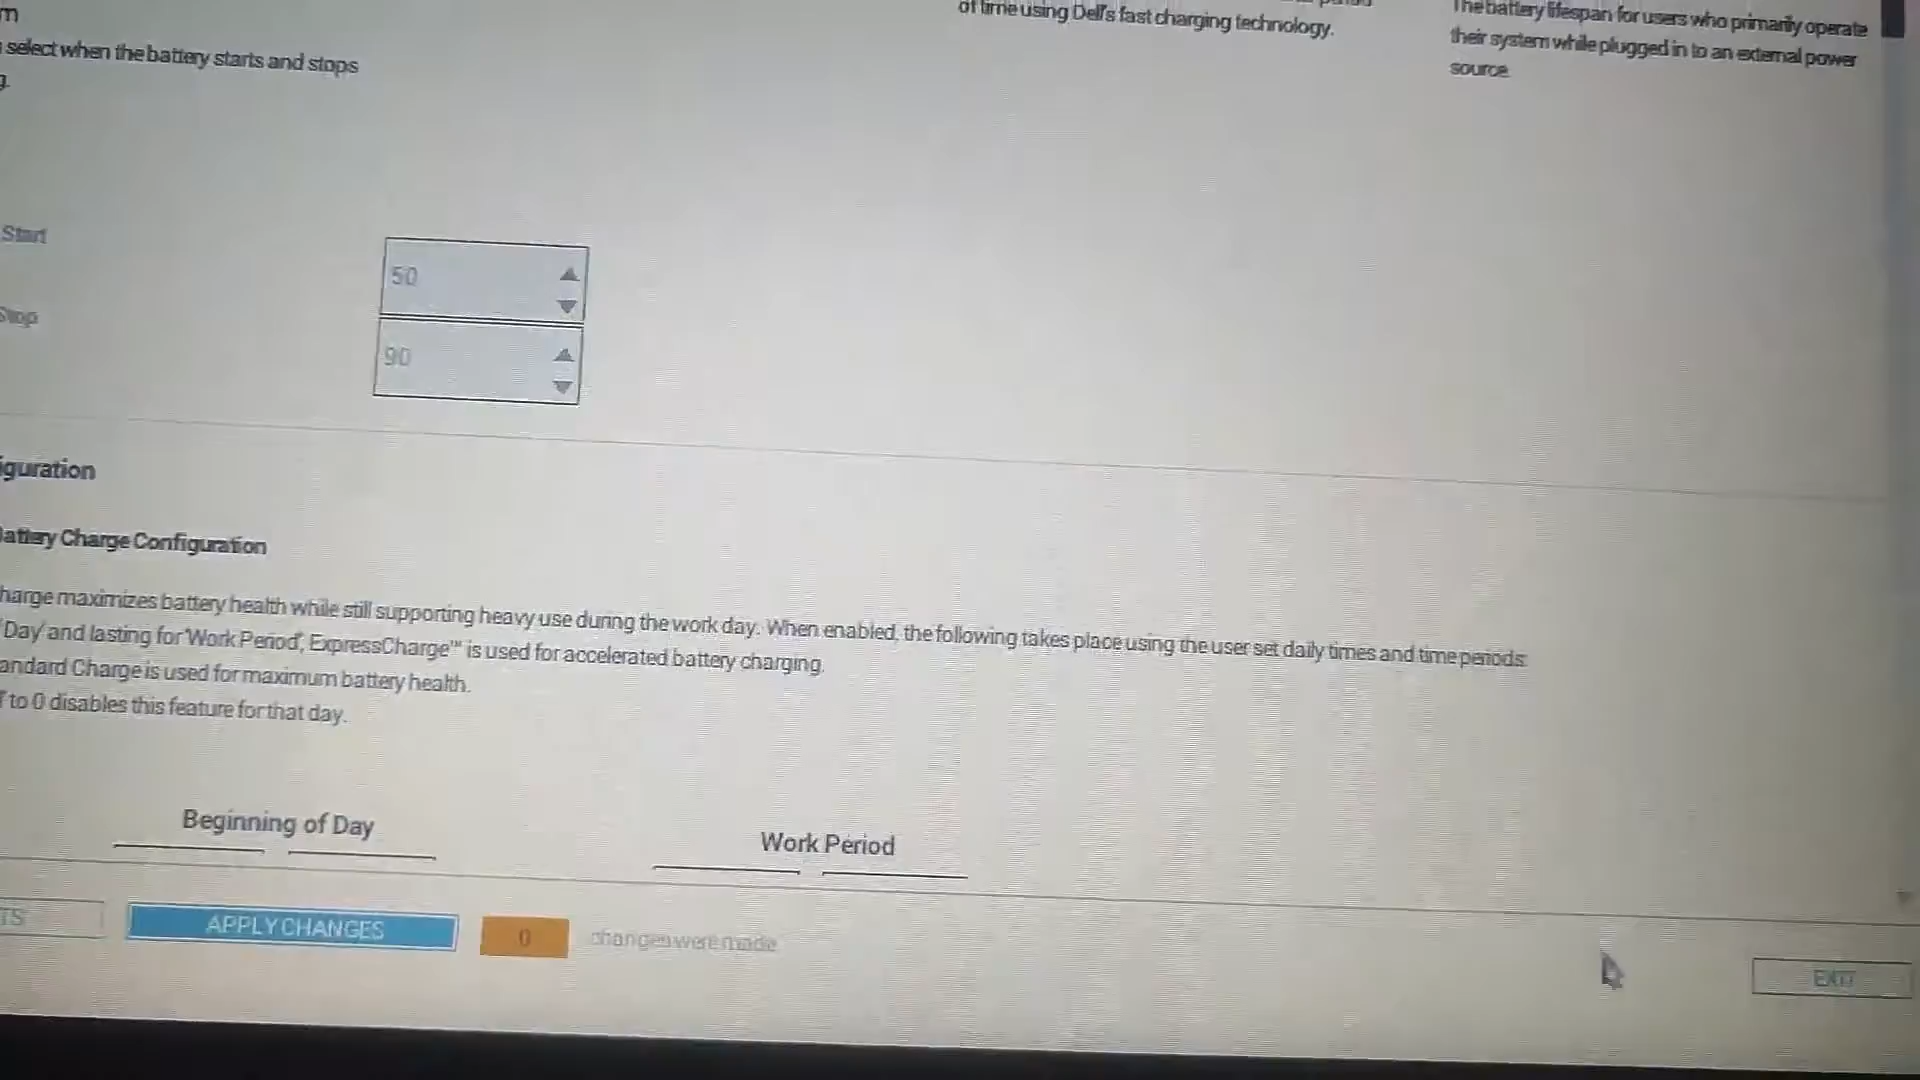 of time using Dell's fast charging technology.
The battery lifespan for users who primarily operate
their system while plugged in to an external power
source
select when the battery starts and stops
Start
50
Stop
90
iguration
attery Charge Configuration
harge maximizes battery health while still supporting heavy use during the work day. When enabled, the following takes place using the user set daily times and time periods:
'Day' and lasting for 'Work Period', ExpressCharge™ is used for accelerated battery charging.
andard Charge is used for maximum battery health.
to 0 disables this feature for that day.
Beginning of Day
Work Period
TS
APPLY CHANGES
0
changes were made
EXIT